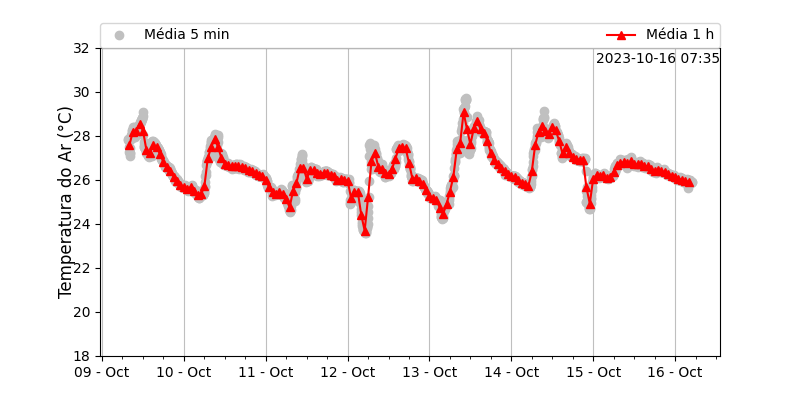 Média 5 min
Média 1 h
2023-10-16 07:35
Temperatura do Ar (°C)
32
30
28
26
24
22
20
18
09 - Oct
10 - Oct
11 - Oct
12 - Oct
13 - Oct
14 - Oct
15 - Oct
16 - Oct